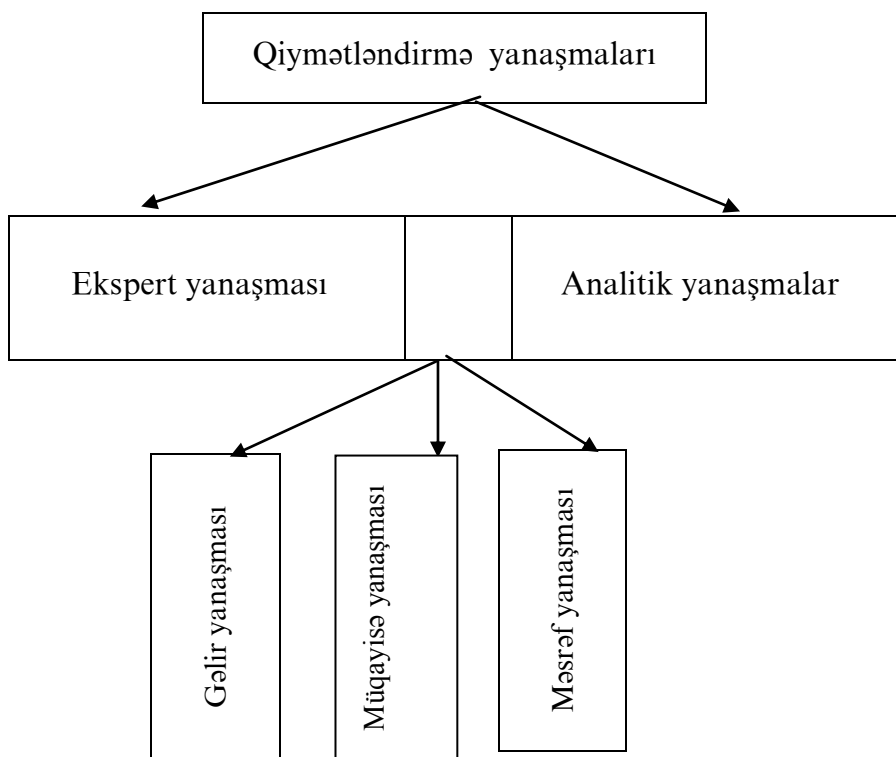 Qiymətləndirmə yanaşmaları
Ekspert yanaşması
Analitik yanaşmalar
Gəlir yanaşması
Müqayisə yanaşması
Məsrəf yanaşması